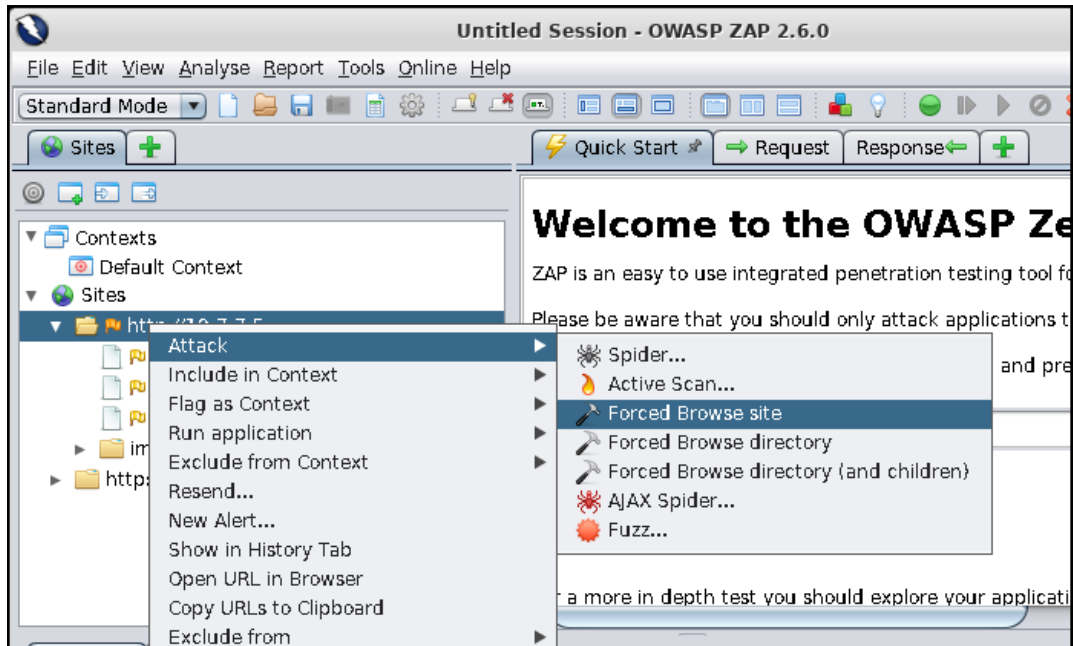 Untitled Session - OWASP ZAP 2.6.0
File Edit View Analyse Report Tools Online Help
Standard Mode
Sites
Quick Start Request Response
Contexts
Default Context
Sites
Welcome to the OWASP
ZAP is an easy to use integrated penetration testing tool
Please be aware that you should only attack applications
and
Attack
Include in Context
Flag as Context
Run application
Exclude from Context
Resend...
New Alert...
Show in History Tab
Open URL in Browser
Copy URLs to Clipboard
Exclude from
Spider...
Active Scan...
Forced Browse site
Forced Browse directory
Forced Browse directory (and children)
AJAX Spider...
Fuzz...
a more in depth test you should explore your